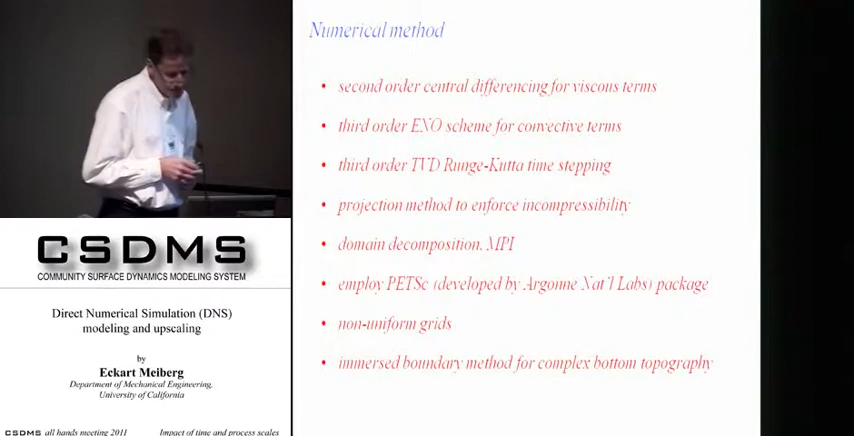 Numerical method
• second order central differencing for viscous terms
• third order ENO scheme for convective terms
• third order TVD Runge-Kutta time stepping
• projection method to enforce incompressibility
• domain decomposition, MPI
• employ PETSc (developed by Argonne Nat'l Labs) package
• non-uniform grids
• immersed boundary method for complex bottom topography
CSDMS
COMMUNITY SURFACE DYNAMICS MODELING SYSTEM
Direct Numerical Simulation (DNS)
modeling and upscaling
by
Eckart Meiberg
Department of Mechanical Engineering,
University of California
CSDMS all hands meeting 2011 Impact of time and process scales